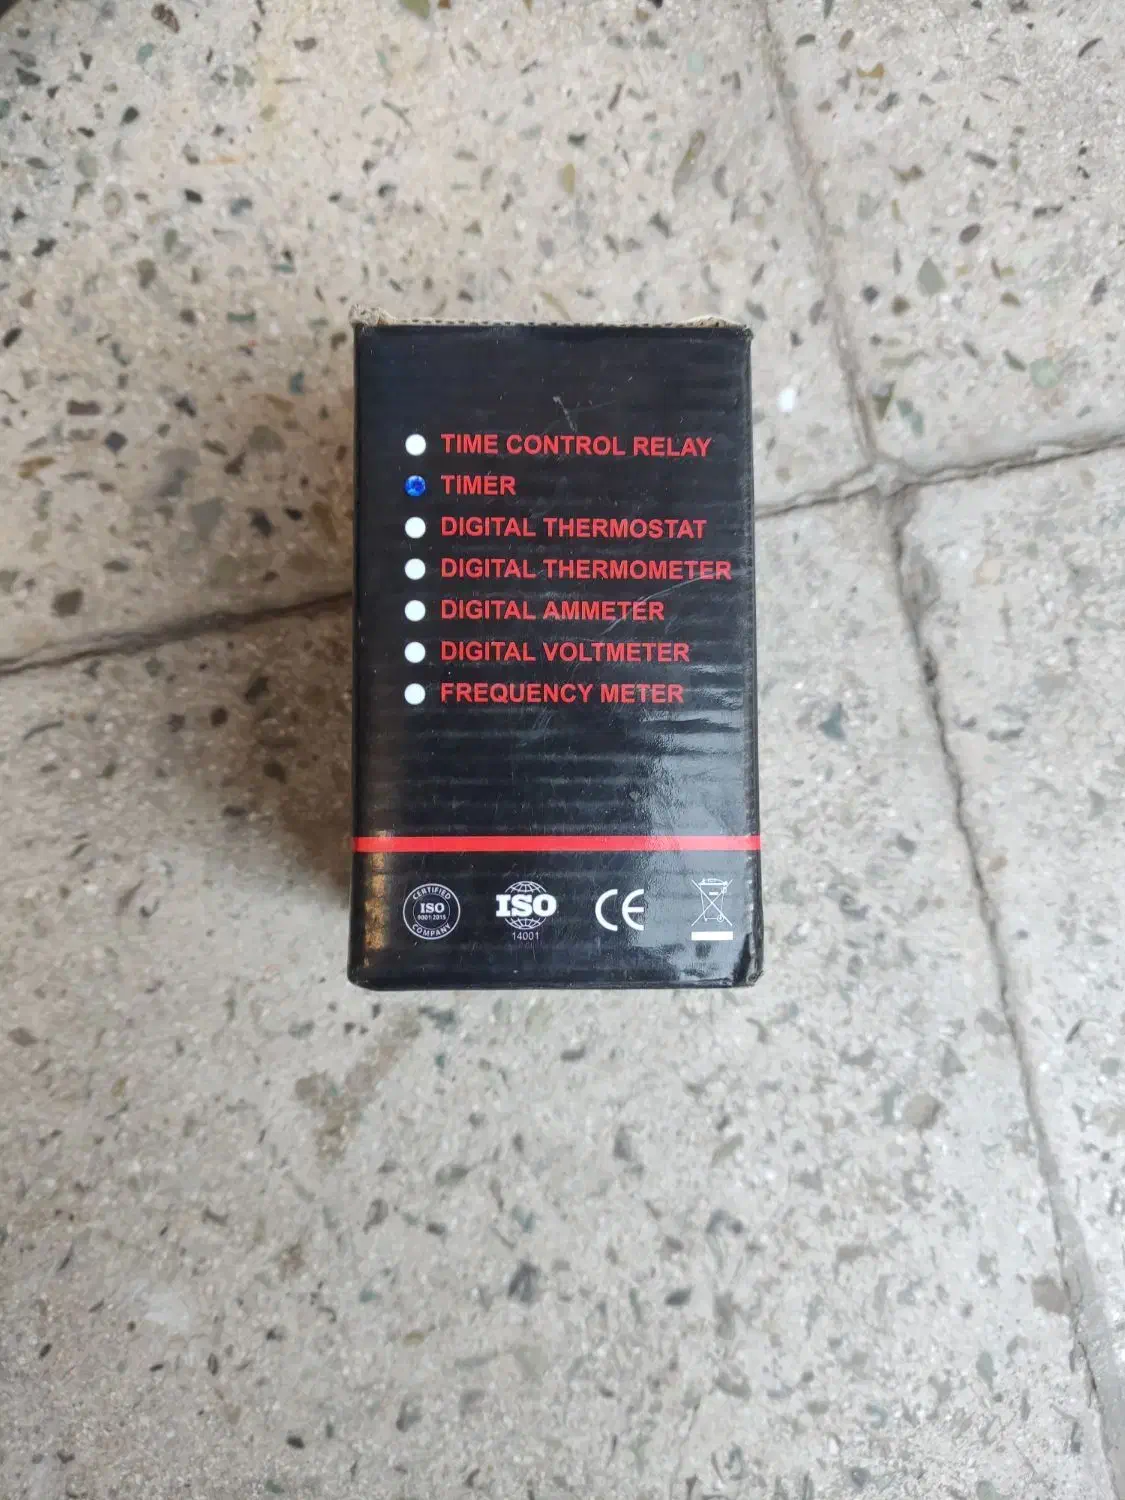 TIME CONTROL RELAY
TIMER
DIGITAL THERMOSTAT
DIGITAL THERMOMETER
DIGITAL AMMETER
DIGITAL VOLTMETER
FREQUENCY METER
CERTIFIED
ISO
9001:2015
COMPANY
ISO
14001
CE